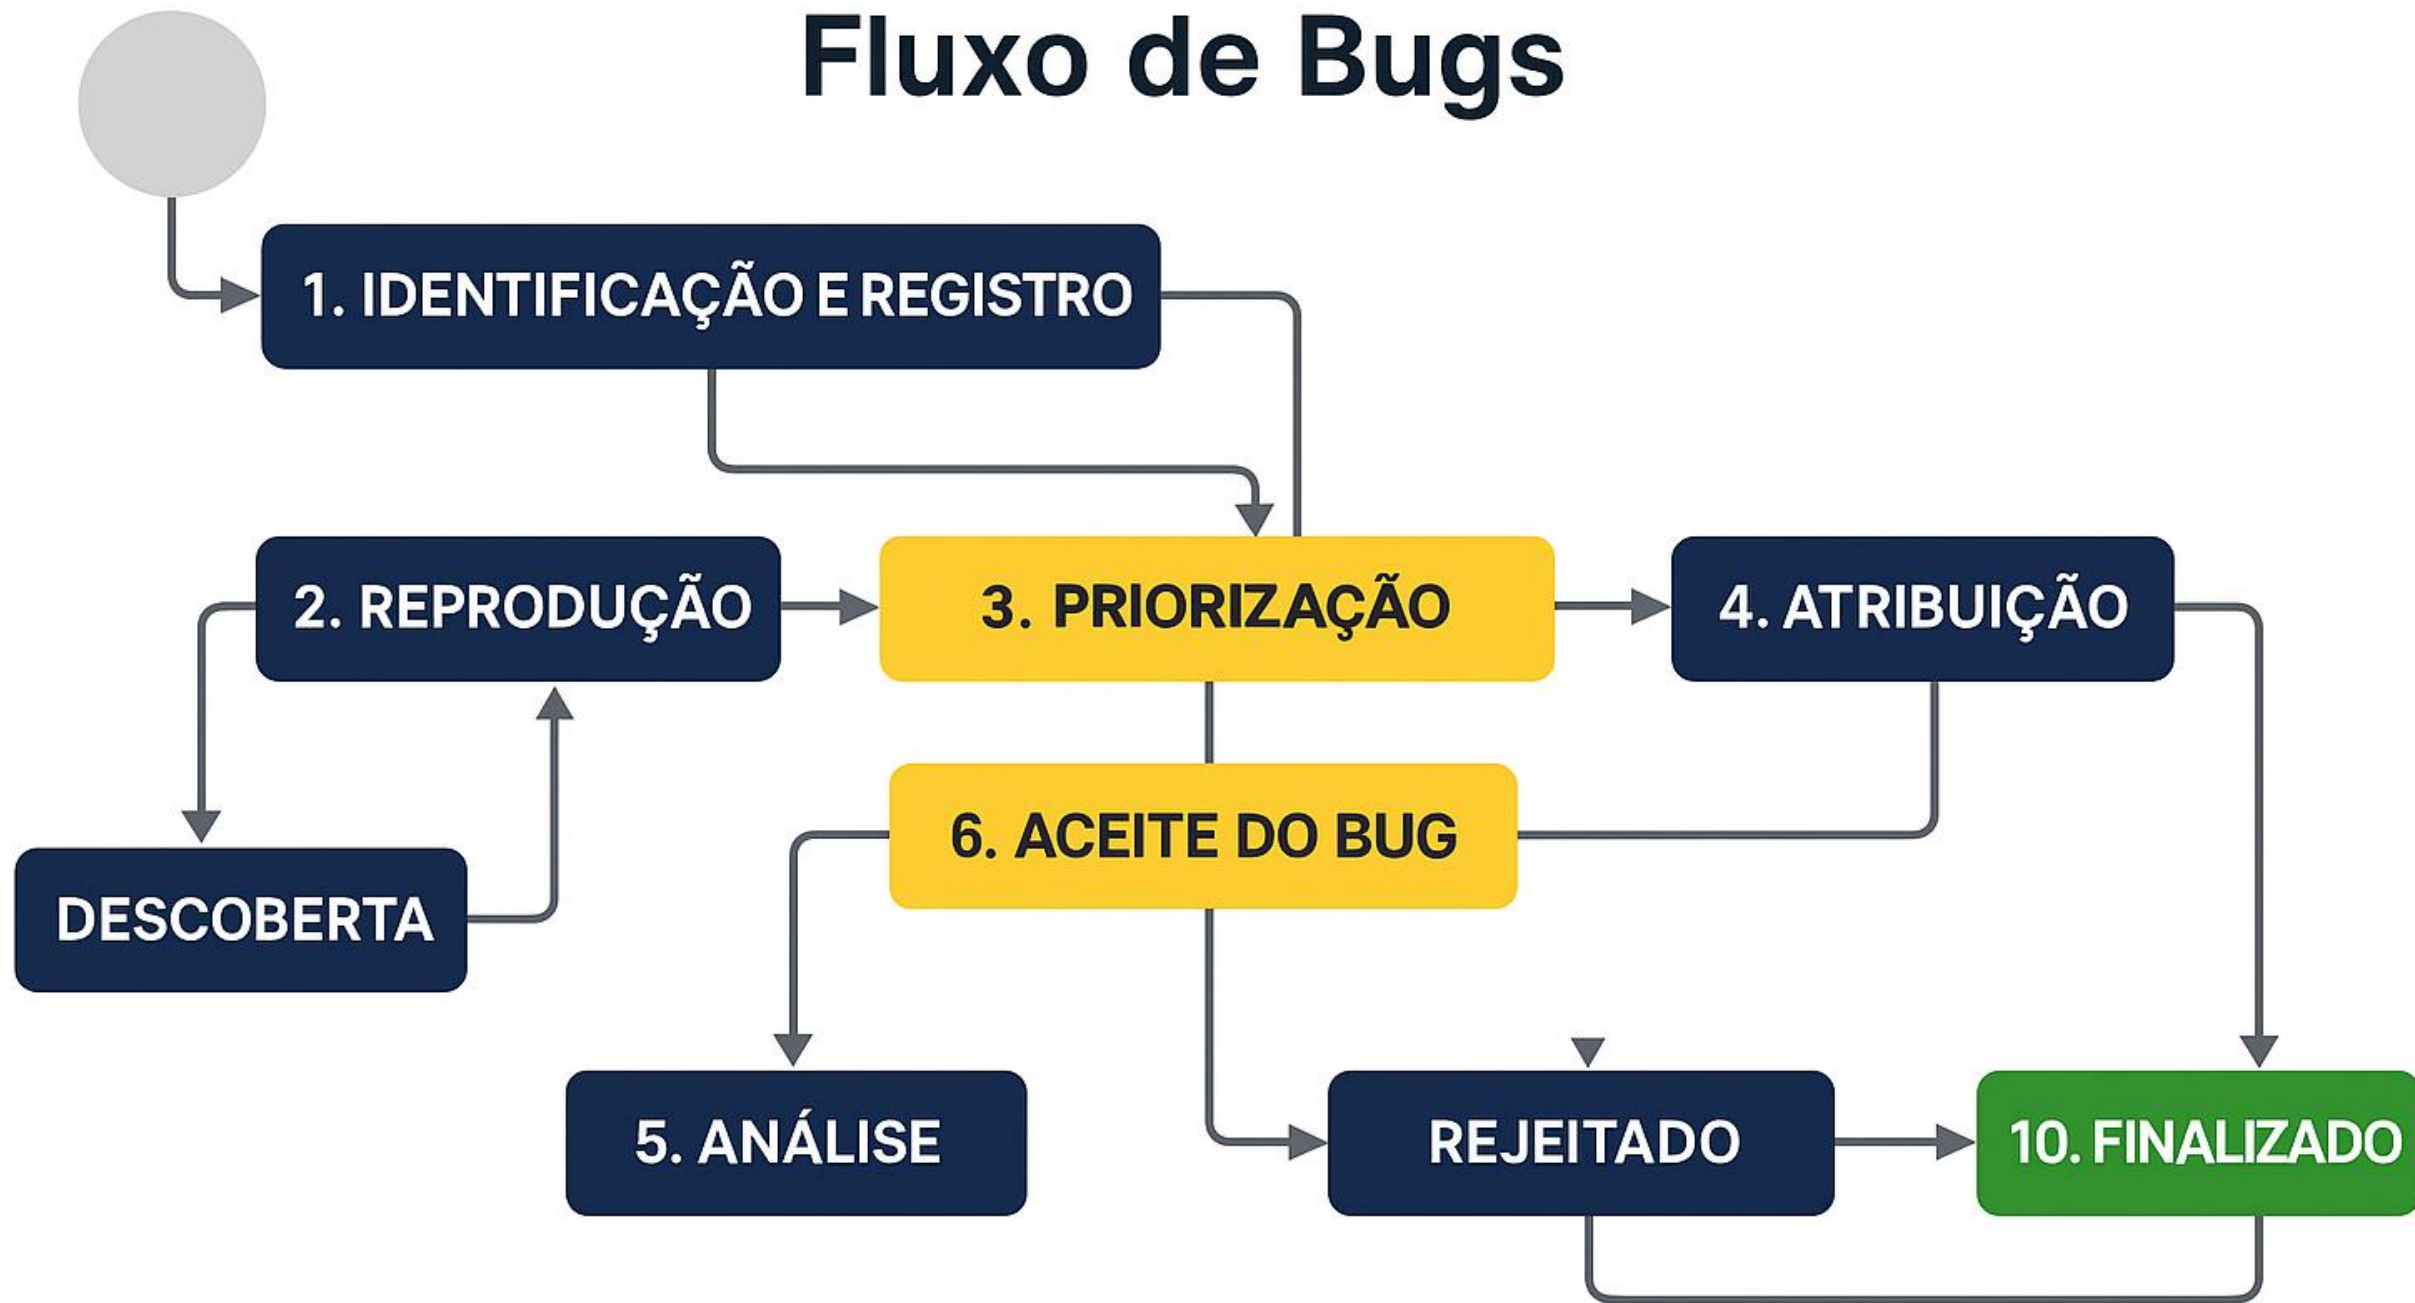 Fluxo de Bugs
1. IDENTIFICAÇÃO E REGISTRO
2. REPRODUÇÃO
3. PRIORIZAÇÃO
4. ATRIBUIÇÃO
6. ACEITE DO BUG
DESCOBERTA
5. ANÁLISE
REJEITADO
10. FINALIZADO